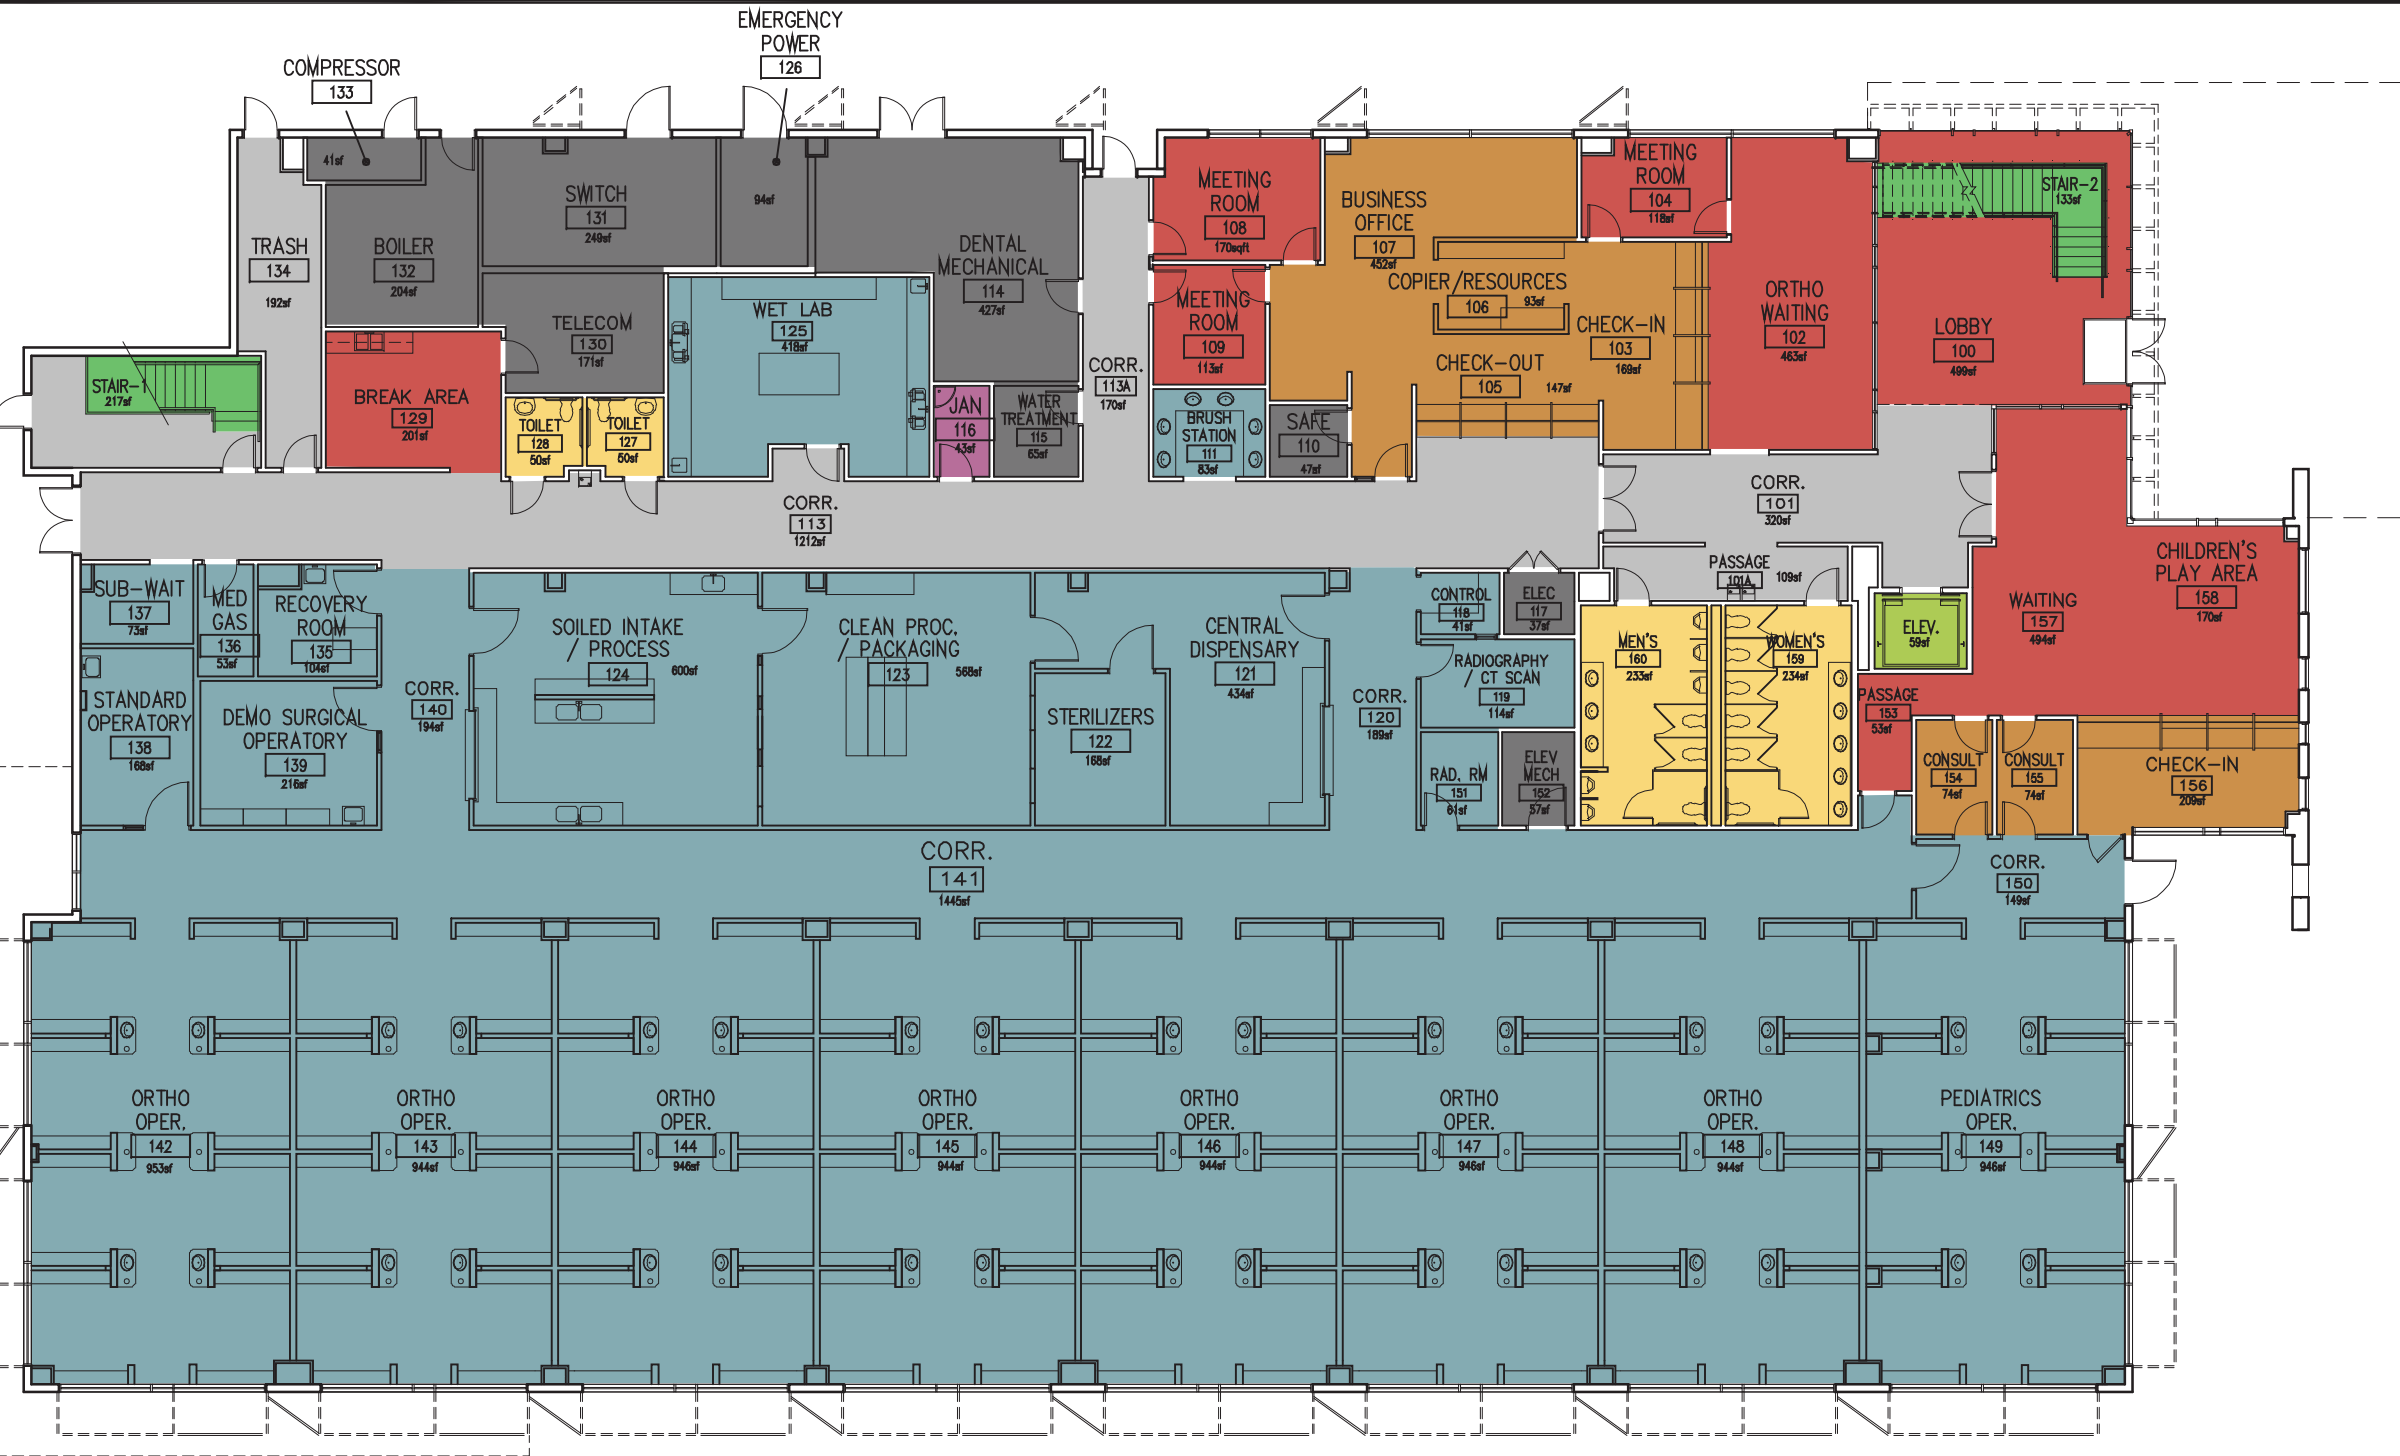 EMERGENCY
POWER
126
COMPRESSOR
133
41sf
94sf
TRASH
134
192sf
BOILER
132
204sf
SWITCH
131
249sf
TELECOM
130
171sf
DENTAL
MECHANICAL
114
427sf
WET LAB
125
418sf
STAIR-1
217sf
BREAK AREA
129
201sf
TOILET
128
50sf
TOILET
127
50sf
JAN
116
43sf
WATER
TREATMENT
115
65sf
CORR.
113A
170sf
MEETING
ROOM
108
170sqft
MEETING
ROOM
109
113sf
BRUSH
STATION
111
83sf
SAFE
110
47sf
BUSINESS
OFFICE
107
452sf
COPIER/RESOURCES
106
93sf
CHECK-IN
103
169sf
CHECK-OUT
105
147sf
MEETING
ROOM
104
118sf
ORTHO
WAITING
102
463sf
STAIR-2
133sf
LOBBY
100
499sf
CORR.
113
1212sf
CORR.
101
320sf
PASSAGE
101A
109sf
CHILDREN'S
PLAY AREA
158
170sf
WAITING
157
494sf
ELEV.
59sf
SUB-WAIT
137
73sf
MED
GAS
136
53sf
RECOVERY
ROOM
135
104sf
STANDARD
OPERATORY
138
168sf
DEMO SURGICAL
OPERATORY
139
216sf
CORR.
140
194sf
SOILED INTAKE
/ PROCESS
124
600sf
CLEAN PROC.
/ PACKAGING
123
568sf
STERILIZERS
122
168sf
CENTRAL
DISPENSARY
121
434sf
CORR.
120
189sf
CONTROL
118
41sf
ELEC
117
37sf
RADIOGRAPHY
/ CT SCAN
119
114sf
RAD. RM
151
61sf
ELEV
MECH
152
57sf
MEN'S
160
233sf
WOMEN'S
159
234sf
PASSAGE
153
53sf
CONSULT
154
74sf
CONSULT
155
74sf
CHECK-IN
156
209sf
CORR.
141
1445sf
CORR.
150
149sf
ORTHO
OPER.
142
953sf
ORTHO
OPER.
143
944sf
ORTHO
OPER.
144
946sf
ORTHO
OPER.
145
944sf
ORTHO
OPER.
146
944sf
ORTHO
OPER.
147
946sf
ORTHO
OPER.
148
944sf
PEDIATRICS
OPER.
149
946sf